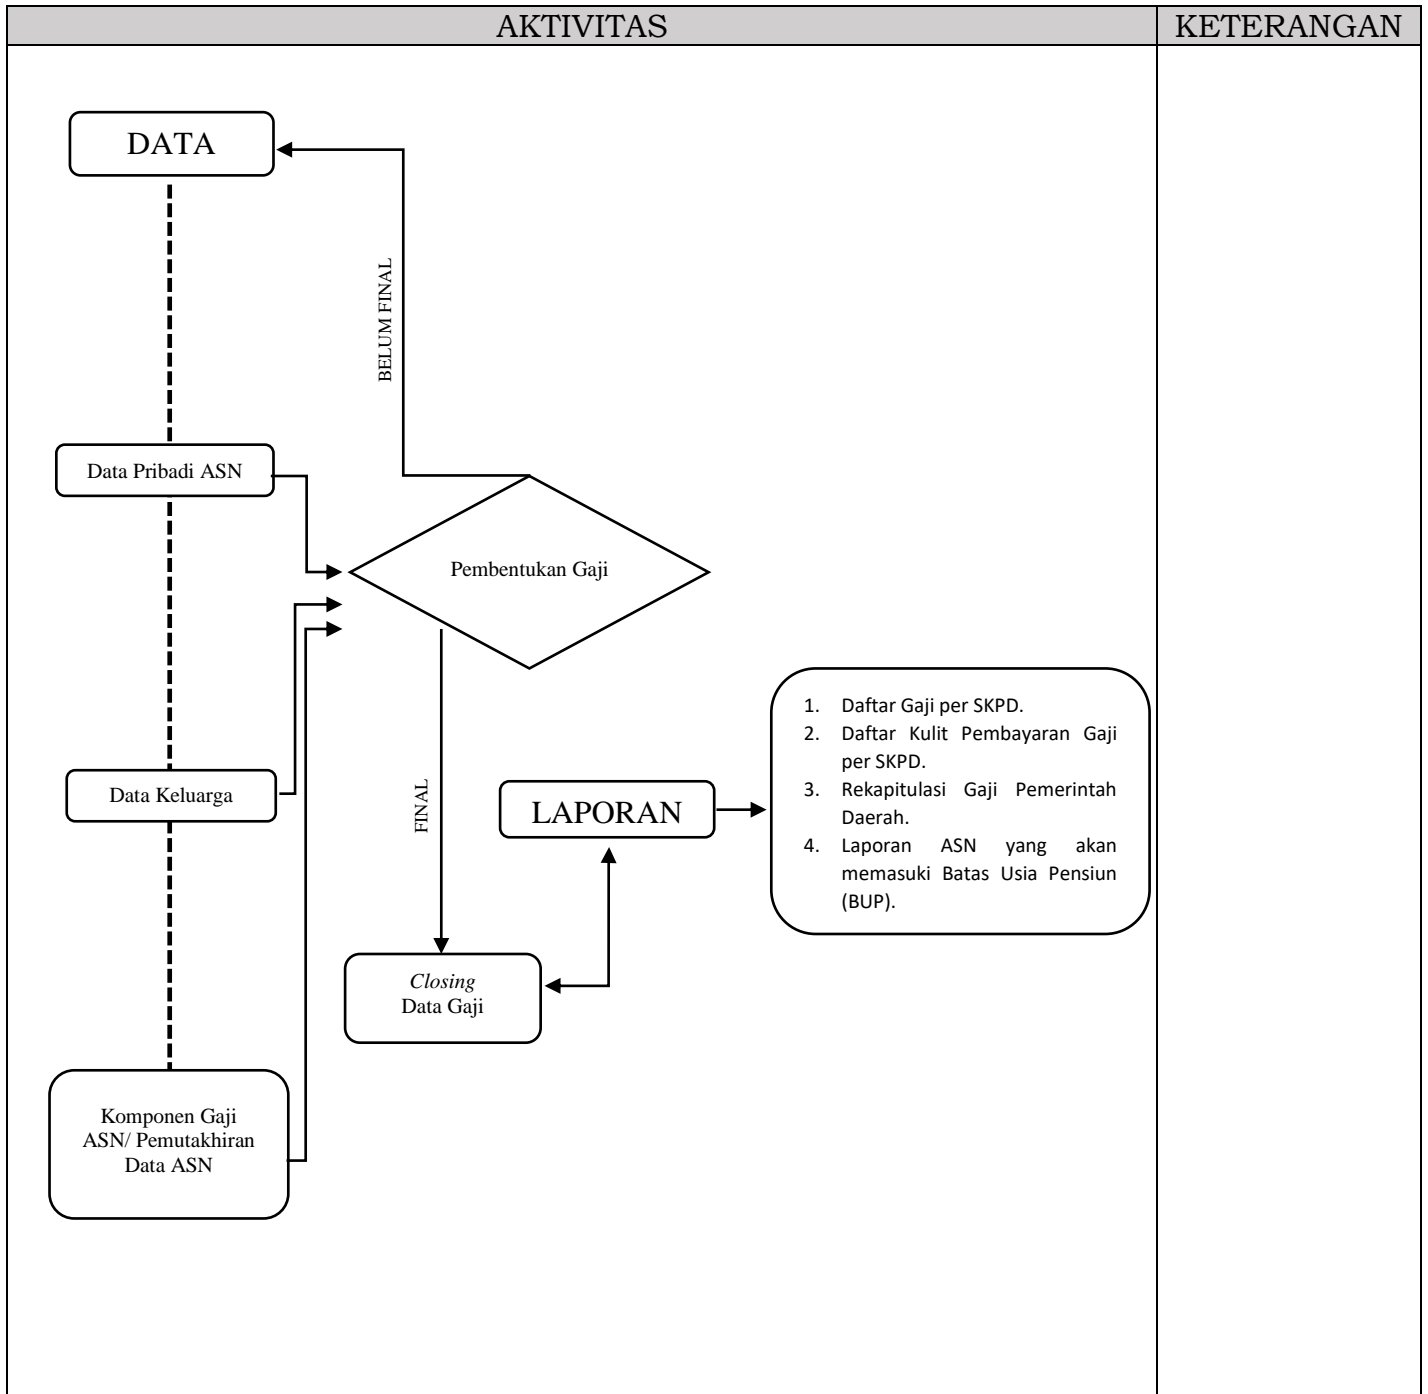 AKTIVITAS
KETERANGAN
DATA
BELUM FINAL
Data Pribadi ASN
Pembentukan Gaji
Data Keluarga
FINAL
LAPORAN
1. Daftar Gaji per SKPD.
2. Daftar Kulit Pembayaran Gaji
per SKPD.
3. Rekapitulasi Gaji Pemerintah
Daerah.
4. Laporan ASN yang akan
memasuki Batas Usia Pensiun
(BUP).
Closing
Data Gaji
Komponen Gaji
ASN/ Pemutakhiran
Data ASN